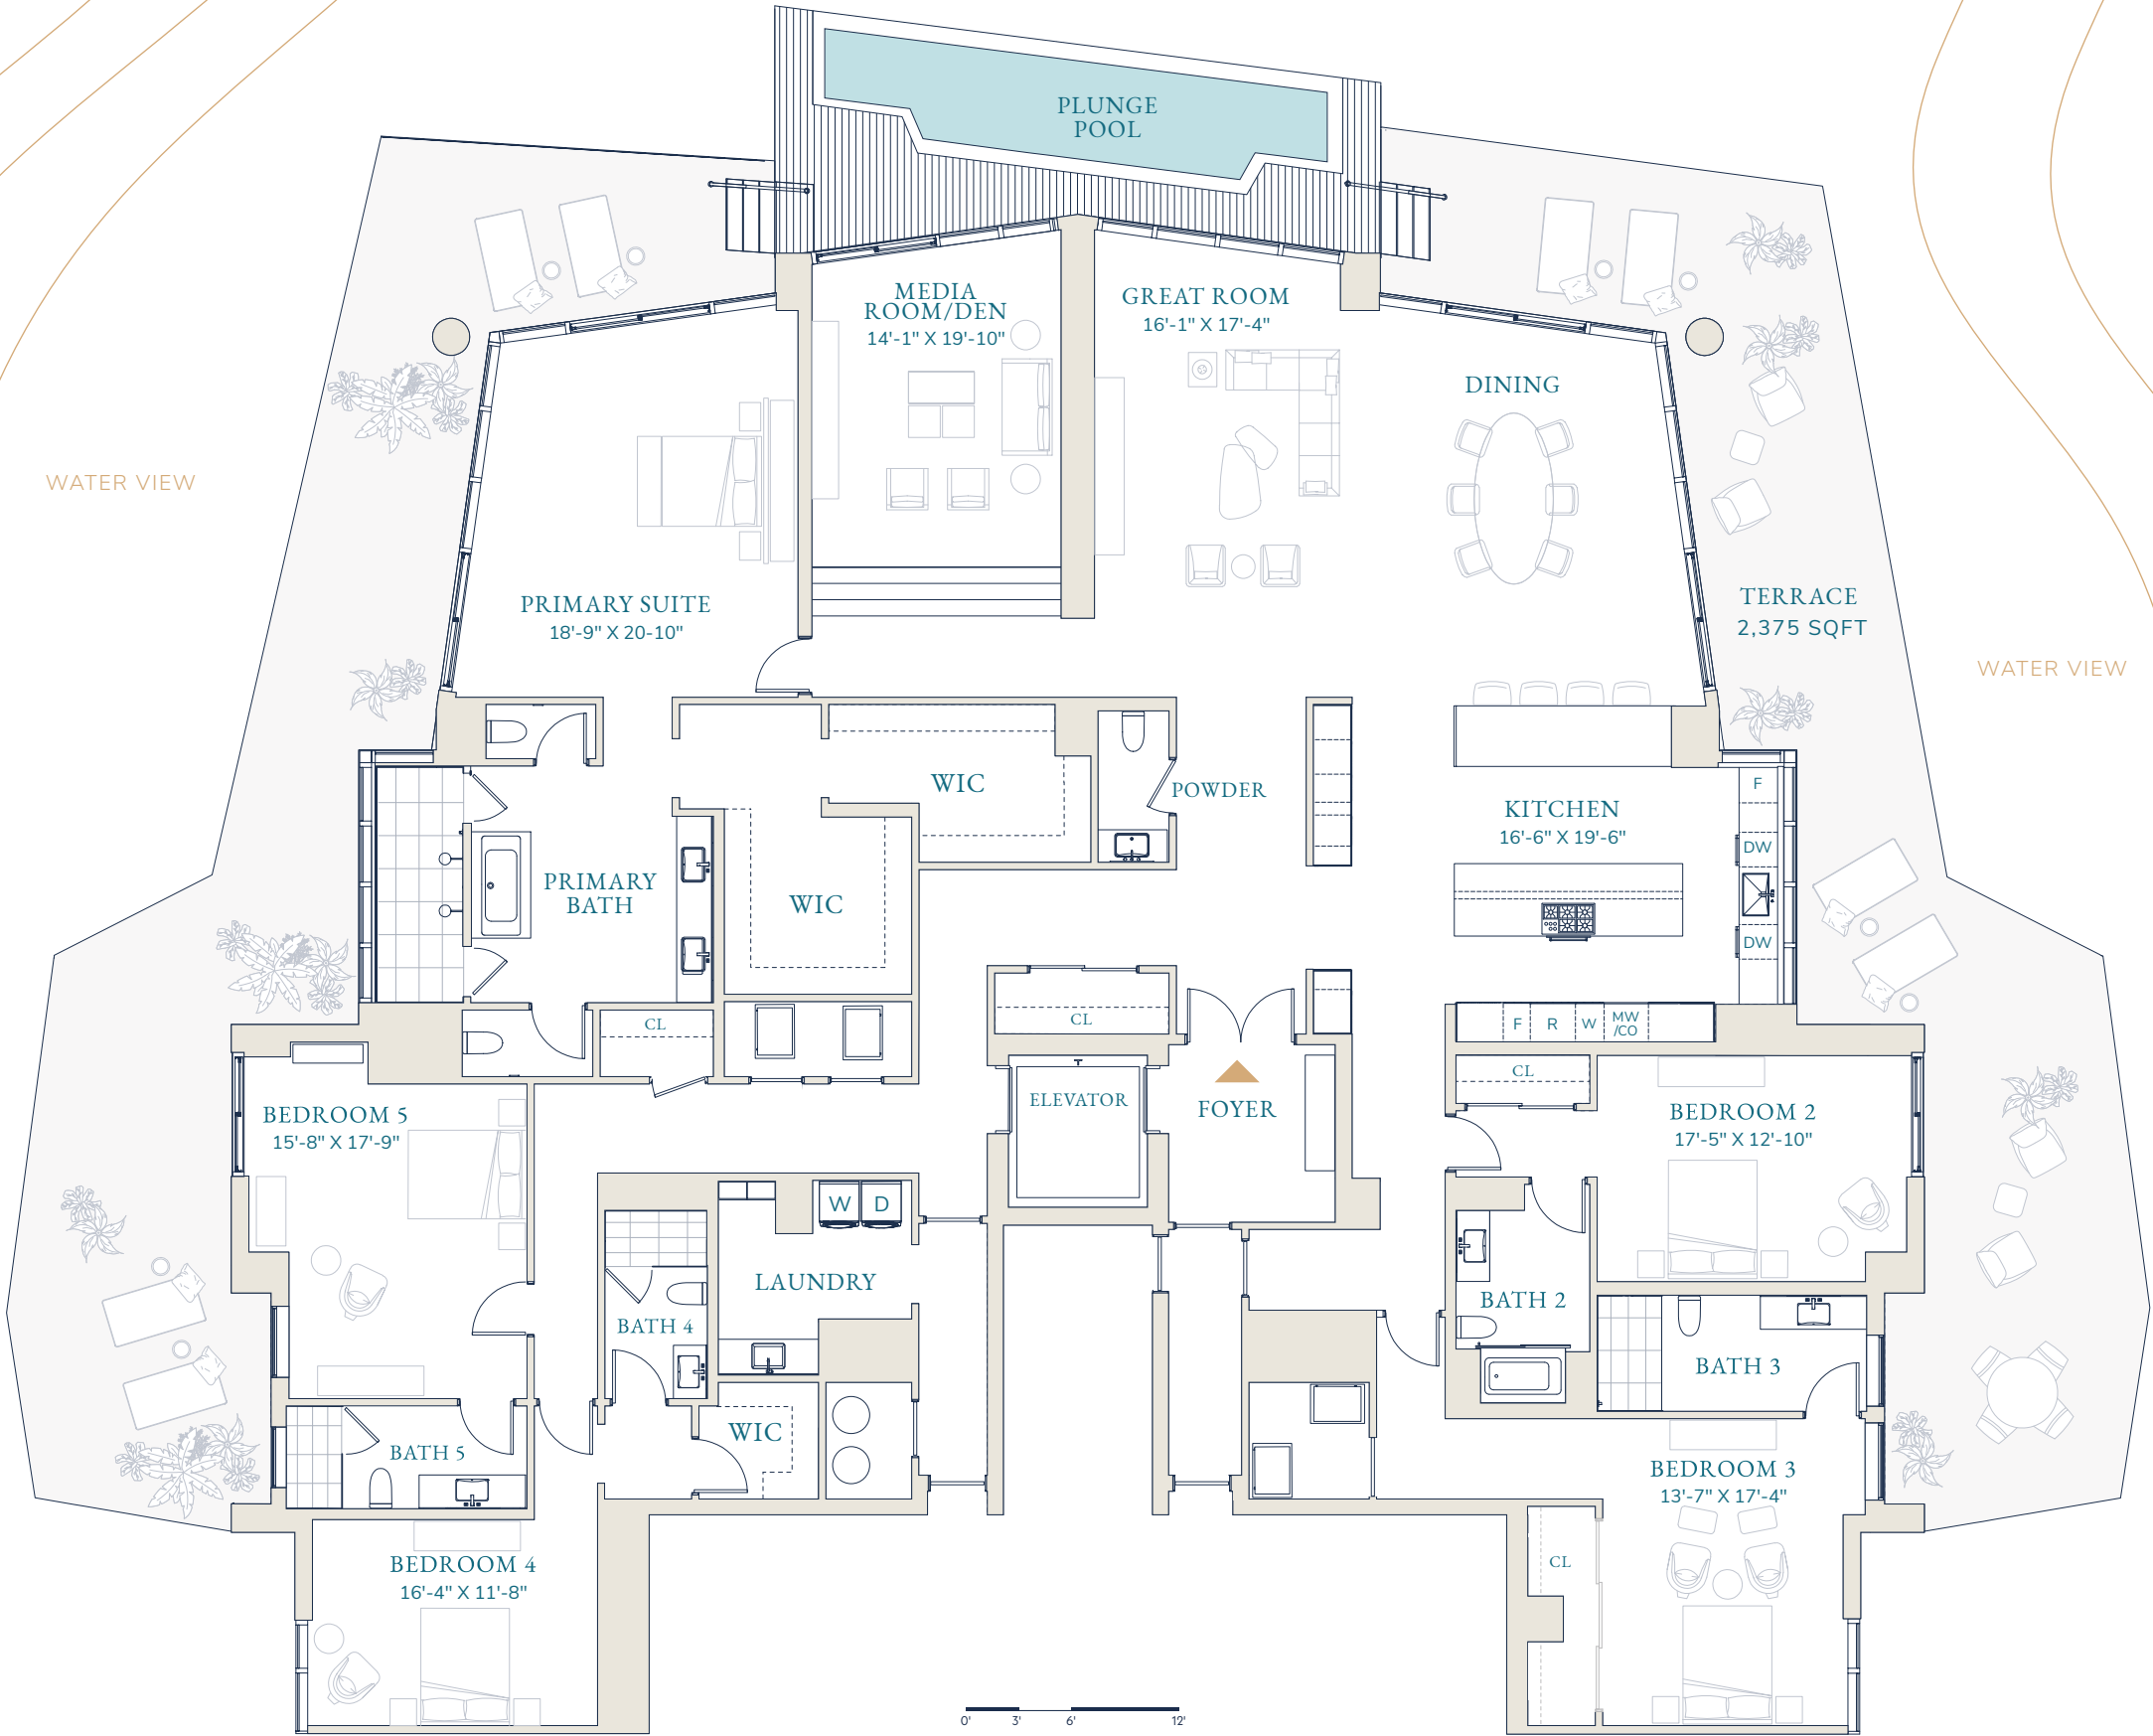 PLUNGE
POOL
MEDIA
ROOM/DEN
14'-1" X 19'-10"
GREAT ROOM
16'-1" X 17'-4"
DINING
WATER VIEW
PRIMARY SUITE
18'-9" X 20-10"
TERRACE
2,375 SQFT
WATER VIEW
WIC
POWDER
KITCHEN
16'-6" X 19'-6"
F
DW
DW
PRIMARY
BATH
WIC
CL
CL
F
R
W
MW
/CO
CL
ELEVATOR
FOYER
BEDROOM 5
15'-8" X 17'-9"
BEDROOM 2
17'-5" X 12'-10"
W
D
LAUNDRY
BATH 4
BATH 2
BATH 3
WIC
BATH 5
BEDROOM 3
13'-7" X 17'-4"
BEDROOM 4
16'-4" X 11'-8"
CL
0'
3'
6'
12'